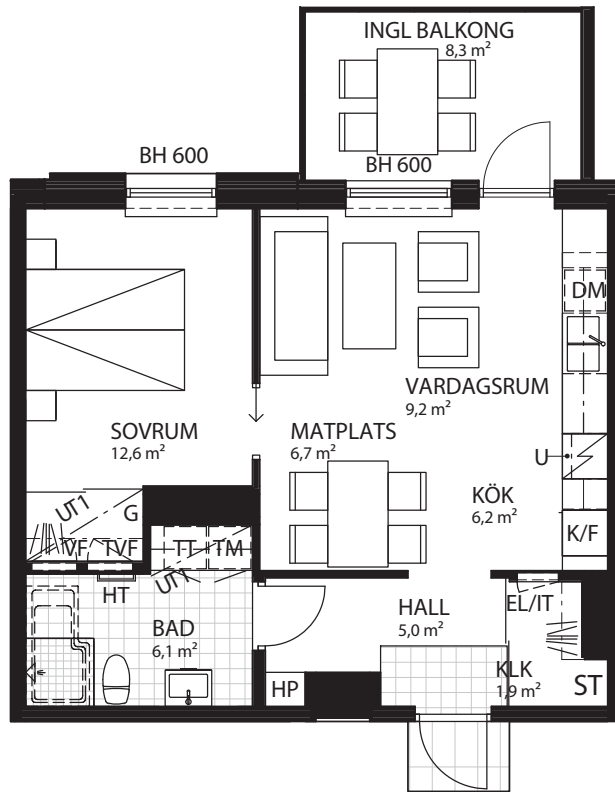 INGL BALKONG
8,3 m²
BH 600
BH 600
DM
VARDAGSRUM
9,2 m²
SOVRUM
12,6 m²
MATPLATS
6,7 m²
U
KÖK
6,2 m²
UT1
G
K/F
VF
TVF
TT
TM
UT1
HT
EL/IT
BAD
6,1 m²
HALL
5,0 m²
KLK
1,9 m²
ST
HP